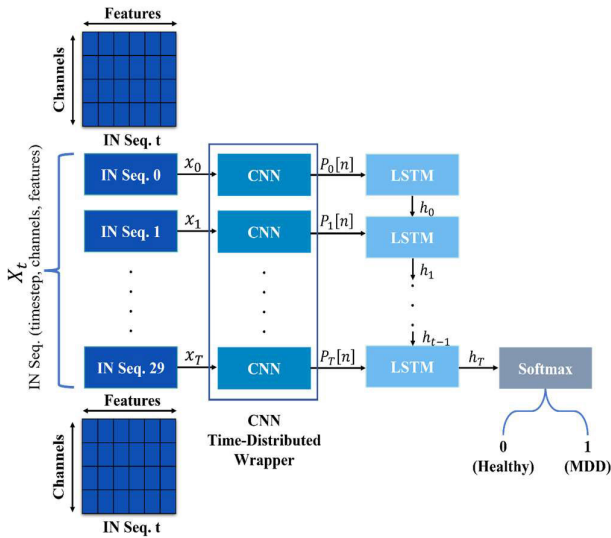 Features
Channels
IN Seq. t
X_t
IN Seq. (timestep, channels, features)
IN Seq. 0
x_0
CNN
P_0[n]
LSTM
h_0
IN Seq. 1
x_1
CNN
P_1[n]
LSTM
h_1
h_{t-1}
IN Seq. 29
x_T
CNN
P_T[n]
LSTM
h_T
Softmax
Features
Channels
IN Seq. t
CNN
Time-Distributed
Wrapper
0
(Healthy)
1
(MDD)